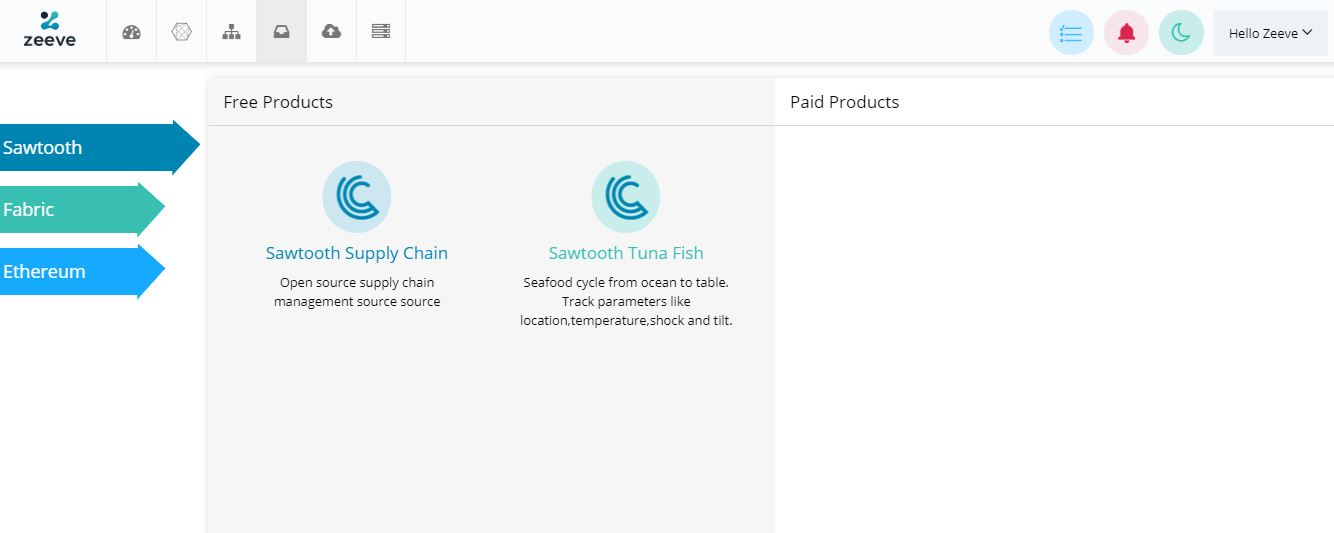 zeeve
Hello Zeeve
Free Products
Paid Products
Sawtooth
Fabric
Ethereum
Sawtooth Supply Chain
Open source supply chain
management source source
Sawtooth Tuna Fish
Seafood cycle from ocean to table.
Track parameters like
location,temperature,shock and tilt.